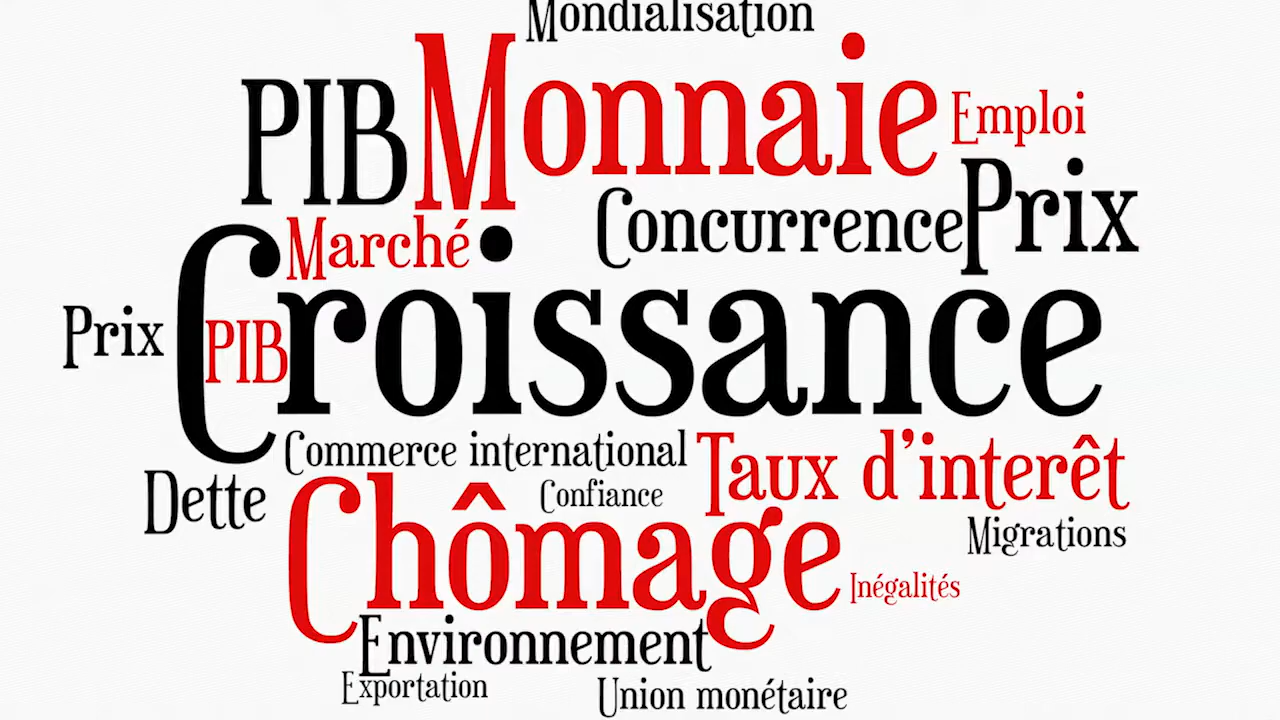 Mondialisation
PIB
Monnaie
Emploi
Concurrence
Prix
Marché
Croissance
Prix
PIB
Commerce international
Taux d'interêt
Dette
Confiance
Chômage
Migrations
Inégalités
Environnement
Exportation
Union monétaire